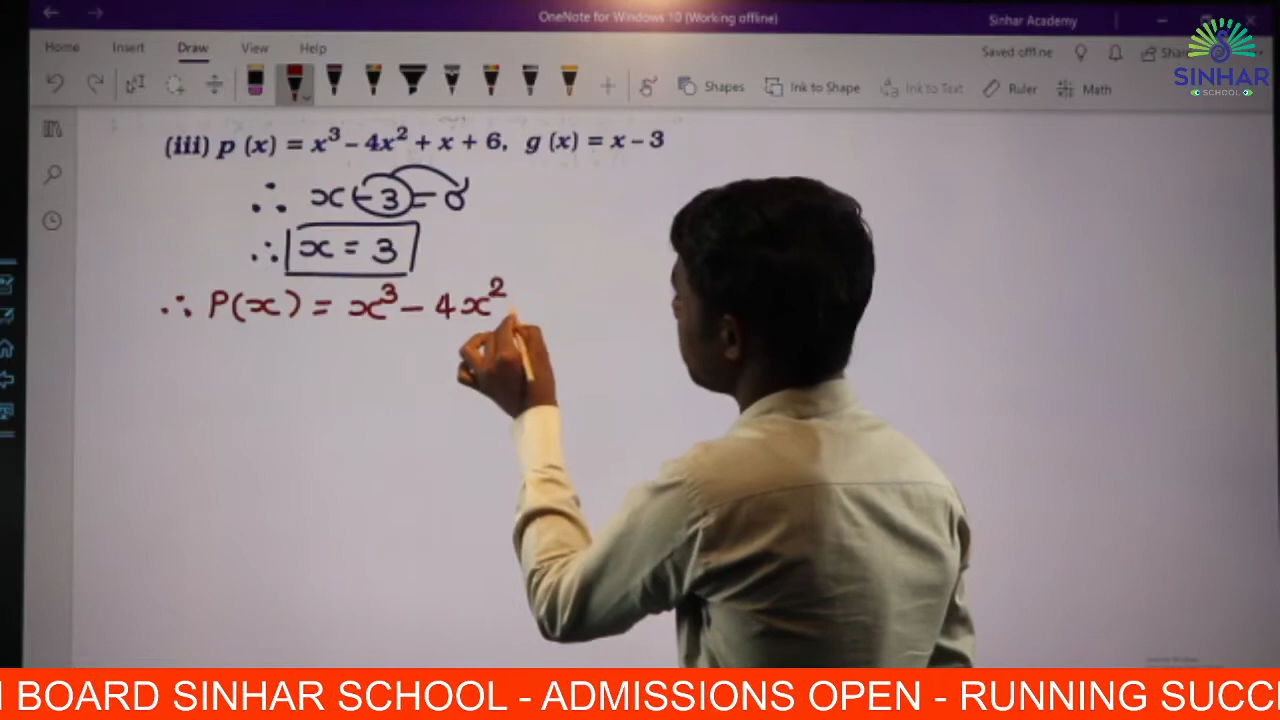 OneNote for Windows 10 (Working offline)
Sinhar Academy
Home Insert Draw View Help
Saved offline
Shapes Ink to Shape Ink to Text Ruler Math
SINHAR
SCHOOL
(iii) p (x) = x³ – 4x² + x + 6, g (x) = x – 3
∴ x - 3 = 0
∴ x = 3
∴ P(x) = x³ - 4x²
BOARD SINHAR SCHOOL - ADMISSIONS OPEN - RUNNING SUCC